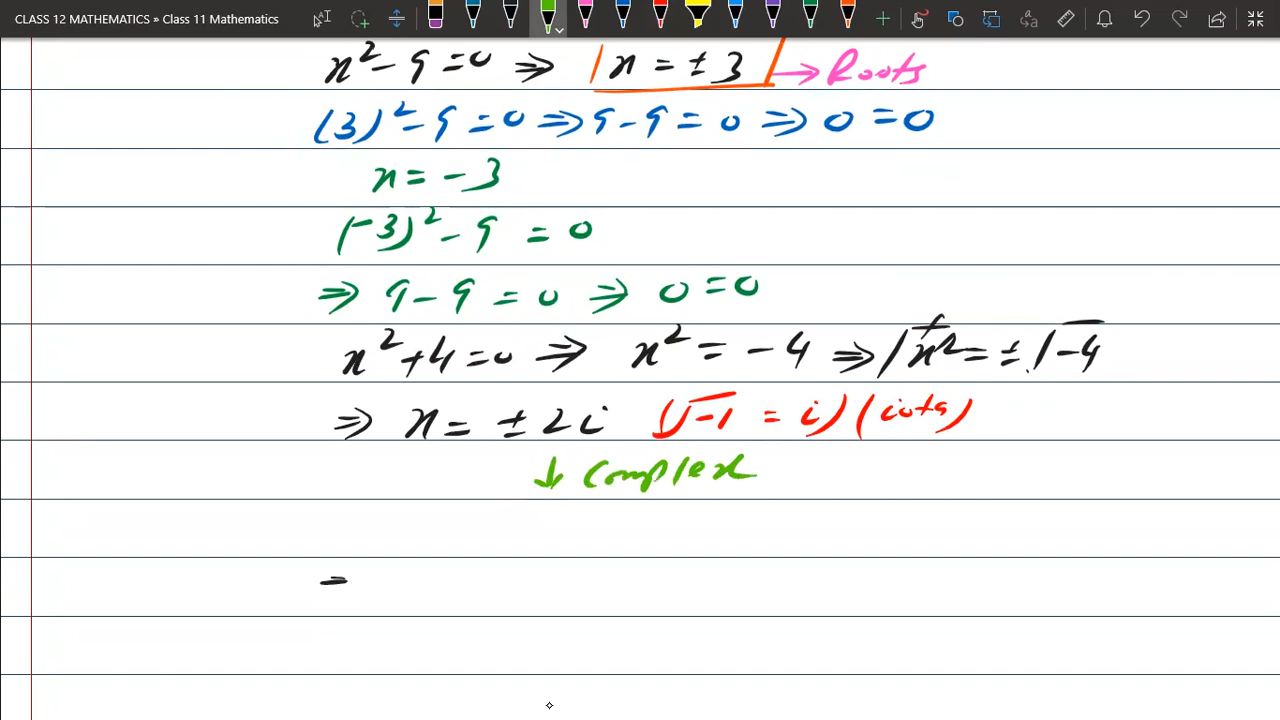 CLASS 12 MATHEMATICS » Class 11 Mathematics
x² - 9 = 0 ⇒ x = ± 3 → Roots
(3)² - 9 = 0 ⇒ 9 - 9 = 0 ⇒ 0 = 0
x = -3
(-3)² - 9 = 0
⇒ 9 - 9 = 0 ⇒ 0 = 0
x² + 4 = 0 ⇒ x² = -4 ⇒ √x² = ± √-4
⇒ x = ± 2i (√-1 = i) (iota)
↓ Complex
=